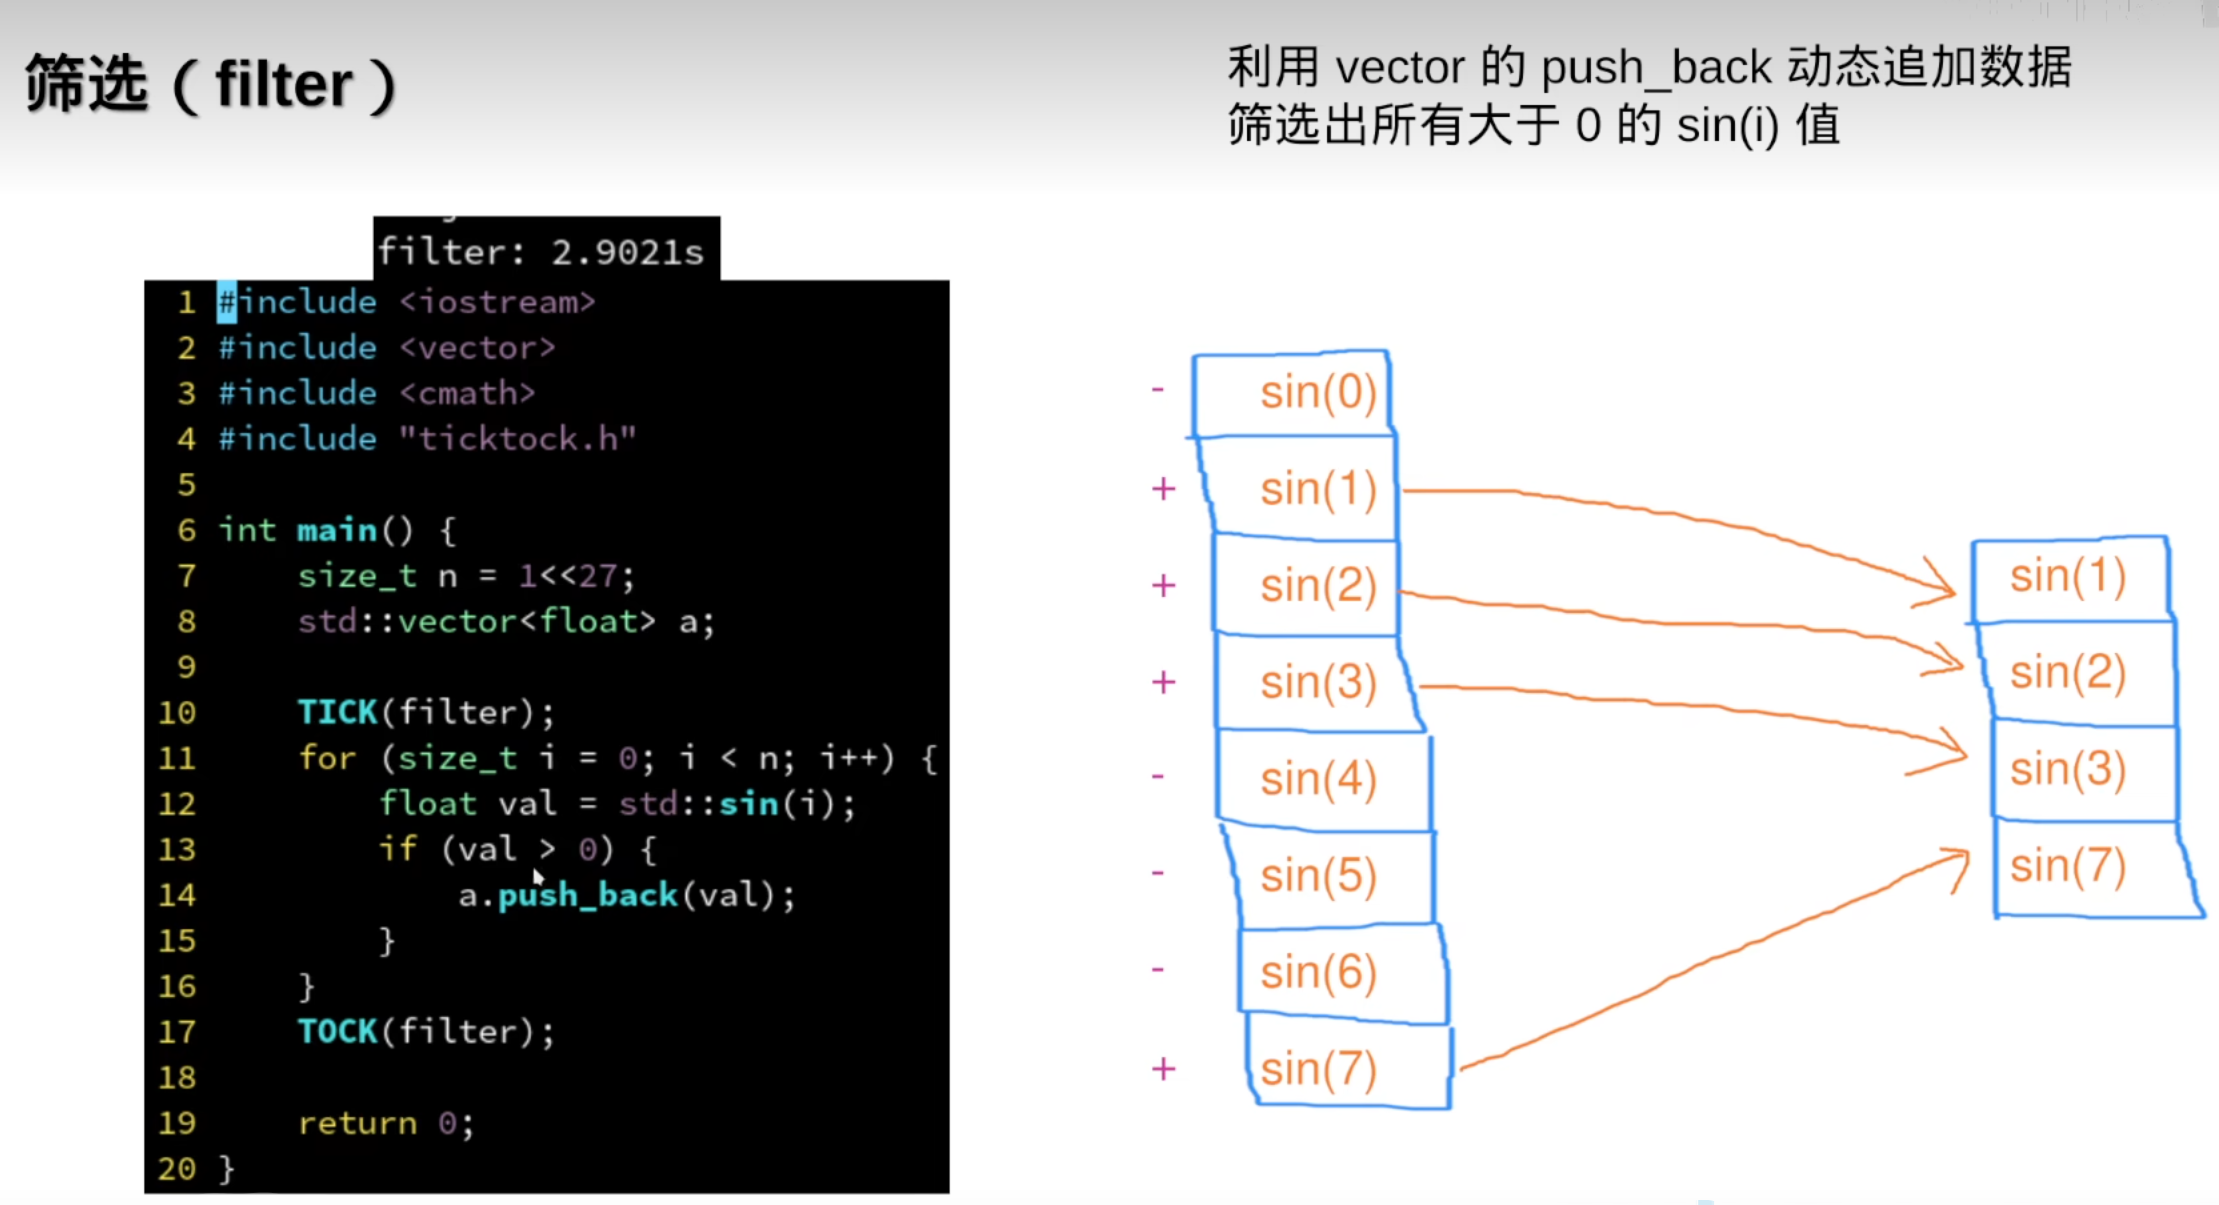 筛选（filter）
利用 vector 的 push_back 动态追加数据
筛选出所有大于 0 的 sin(i) 值
filter: 2.9021s
1 #include <iostream>
2 #include <vector>
3 #include <cmath>
4 #include "ticktock.h"
5
6 int main() {
7     size_t n = 1<<27;
8     std::vector<float> a;
9
10     TICK(filter);
11     for (size_t i = 0; i < n; i++) {
12         float val = std::sin(i);
13         if (val > 0) {
14             a.push_back(val);
15         }
16     }
17     TOCK(filter);
18
19     return 0;
20 }
- sin(0)
+ sin(1)
+ sin(2)
+ sin(3)
- sin(4)
- sin(5)
- sin(6)
+ sin(7)
sin(1)
sin(2)
sin(3)
sin(7)